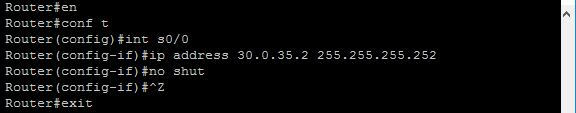 Router#en
Router#conf t
Router(config)#int s0/0
Router(config-if)#ip address 30.0.35.2 255.255.255.252
Router(config-if)#no shut
Router(config-if)#^Z
Router#exit